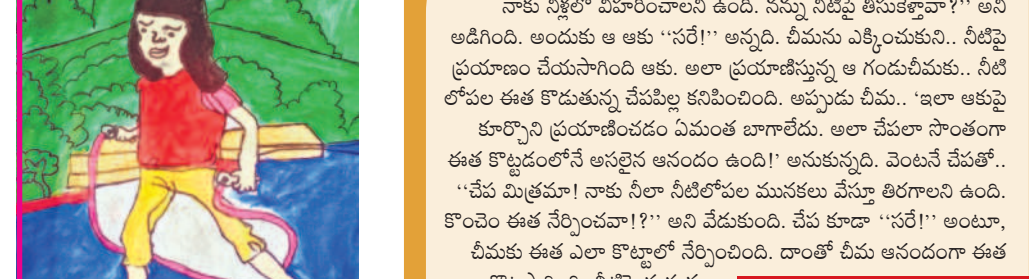 నాకు నీళ్లలో విహరించాలని ఉంది. నన్ను నీటిపై తీసుకెళ్తావా?’’ అని
అడిగింది. అందుకు ఆ ఆకు ‘‘సరే!’’ అన్నది. చీమను ఎక్కించుకుని.. నీటిపై
ప్రయాణం చేయసాగింది ఆకు. అలా ప్రయాణిస్తున్న ఆ గండుచీమకు.. నీటి
లోపల ఈత కొడుతున్న చేపపిల్ల కనిపించింది. అప్పుడు చీమ.. ‘ఇలా ఆకుపై
కూర్చొని ప్రయాణించడం ఏమంత బాగాలేదు. అలా చేపలా సొంతంగా
ఈత కొట్టడంలోనే అసలైన ఆనందం ఉంది!’ అనుకున్నది. వెంటనే చేపతో..
‘‘చేప మిత్రమా! నాకు నీలా నీటిలోపల మునకలు వేస్తూ తిరగాలని ఉంది.
కొంచెం ఈత నేర్పించవా!?’’ అని వేడుకుంది. చేప కూడా ‘‘సరే!’’ అంటూ,
చీమకు ఈత ఎలా కొట్టాలో నేర్పించింది. దాంతో చీమ ఆనందంగా ఈత